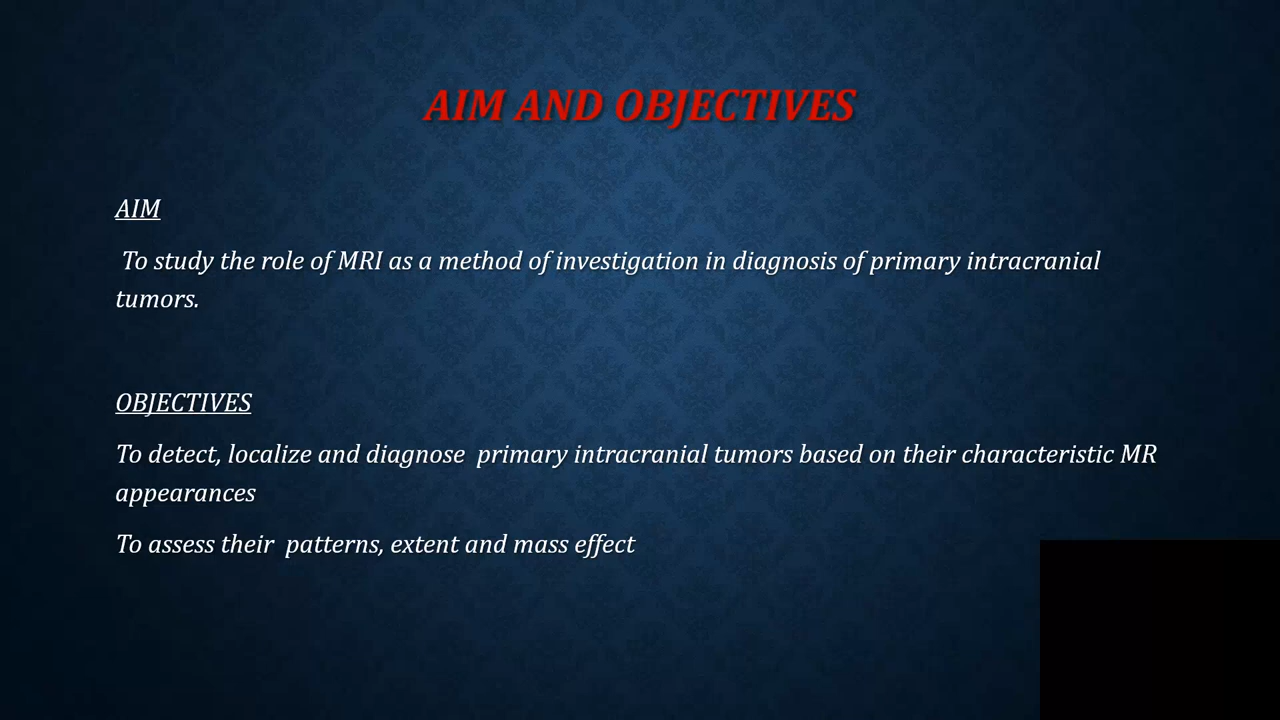 AIM AND OBJECTIVES
AIM
To study the role of MRI as a method of investigation in diagnosis of primary intracranial
tumors.
OBJECTIVES
To detect, localize and diagnose  primary intracranial tumors based on their characteristic MR
appearances
To assess their  patterns, extent and mass effect